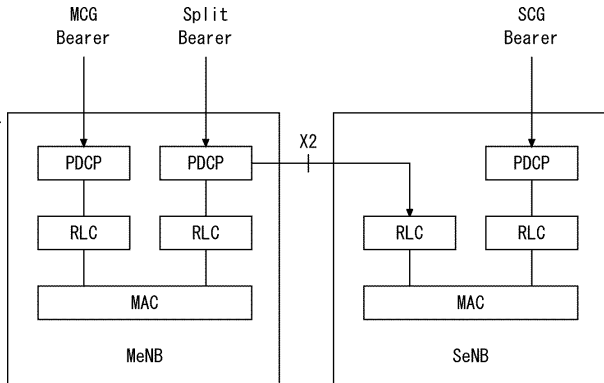 MCG Bearer
Split Bearer
SCG Bearer
X2
PDCP
PDCP
PDCP
RLC
RLC
RLC
RLC
MAC
MAC
MeNB
SeNB